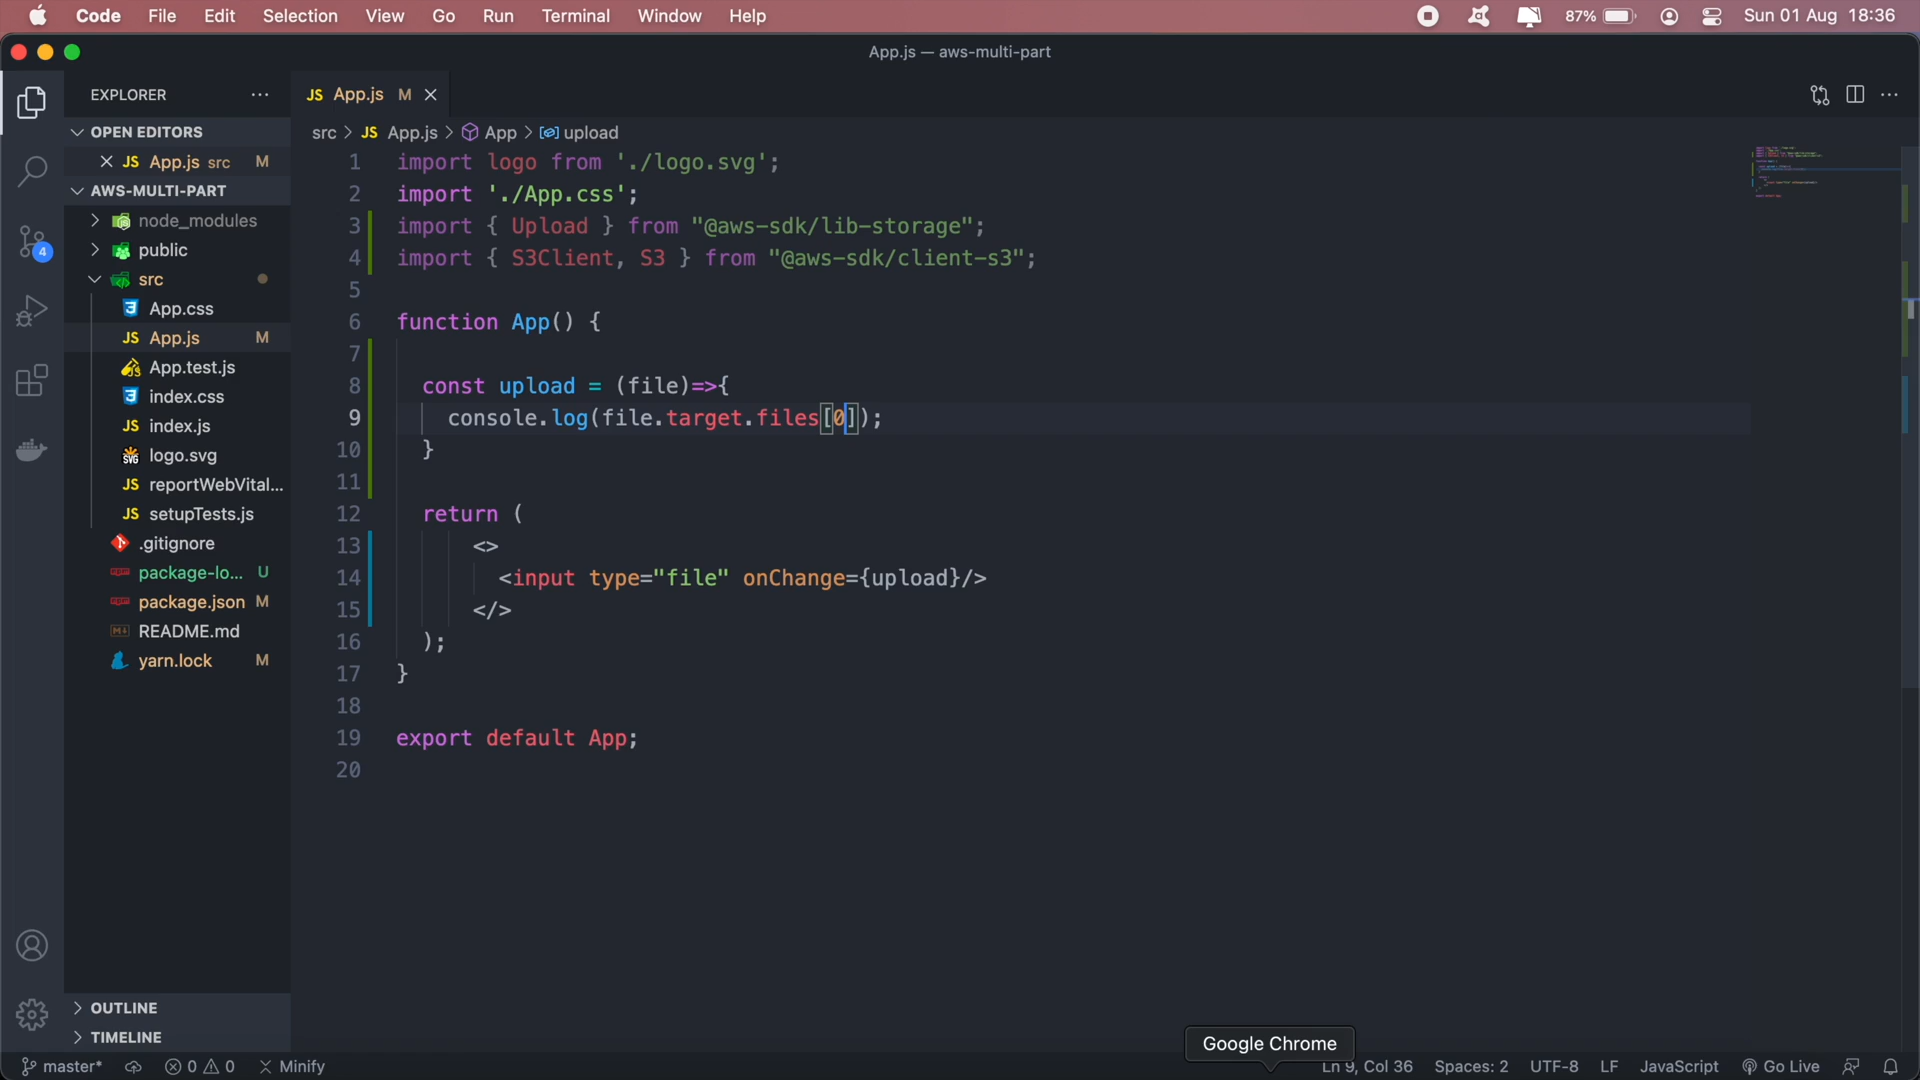 Code File Edit Selection View Go Run Terminal Window Help 87% Sun 01 Aug 18:36
App.js — aws-multi-part
EXPLORER
JS App.js M
OPEN EDITORS
JS App.js src M
AWS-MULTI-PART
node_modules
public
src
App.css
JS App.js M
App.test.js
index.css
JS index.js
SVG logo.svg
JS reportWebVital...
JS setupTests.js
.gitignore
package-lo... U
package.json M
README.md
yarn.lock M
OUTLINE
TIMELINE
4
src > JS App.js > App > upload
1 import logo from './logo.svg';
2 import './App.css';
3 import { Upload } from "@aws-sdk/lib-storage";
4 import { S3Client, S3 } from "@aws-sdk/client-s3";
5
6 function App() {
7
8 const upload = (file)=>{
9 console.log(file.target.files[0]);
10 }
11
12 return (
13 <>
14 <input type="file" onChange={upload}/>
15 </>
16 );
17 }
18
19 export default App;
20
Google Chrome
master* 0 0 Minify Ln 9, Col 36 Spaces: 2 UTF-8 LF JavaScript Go Live